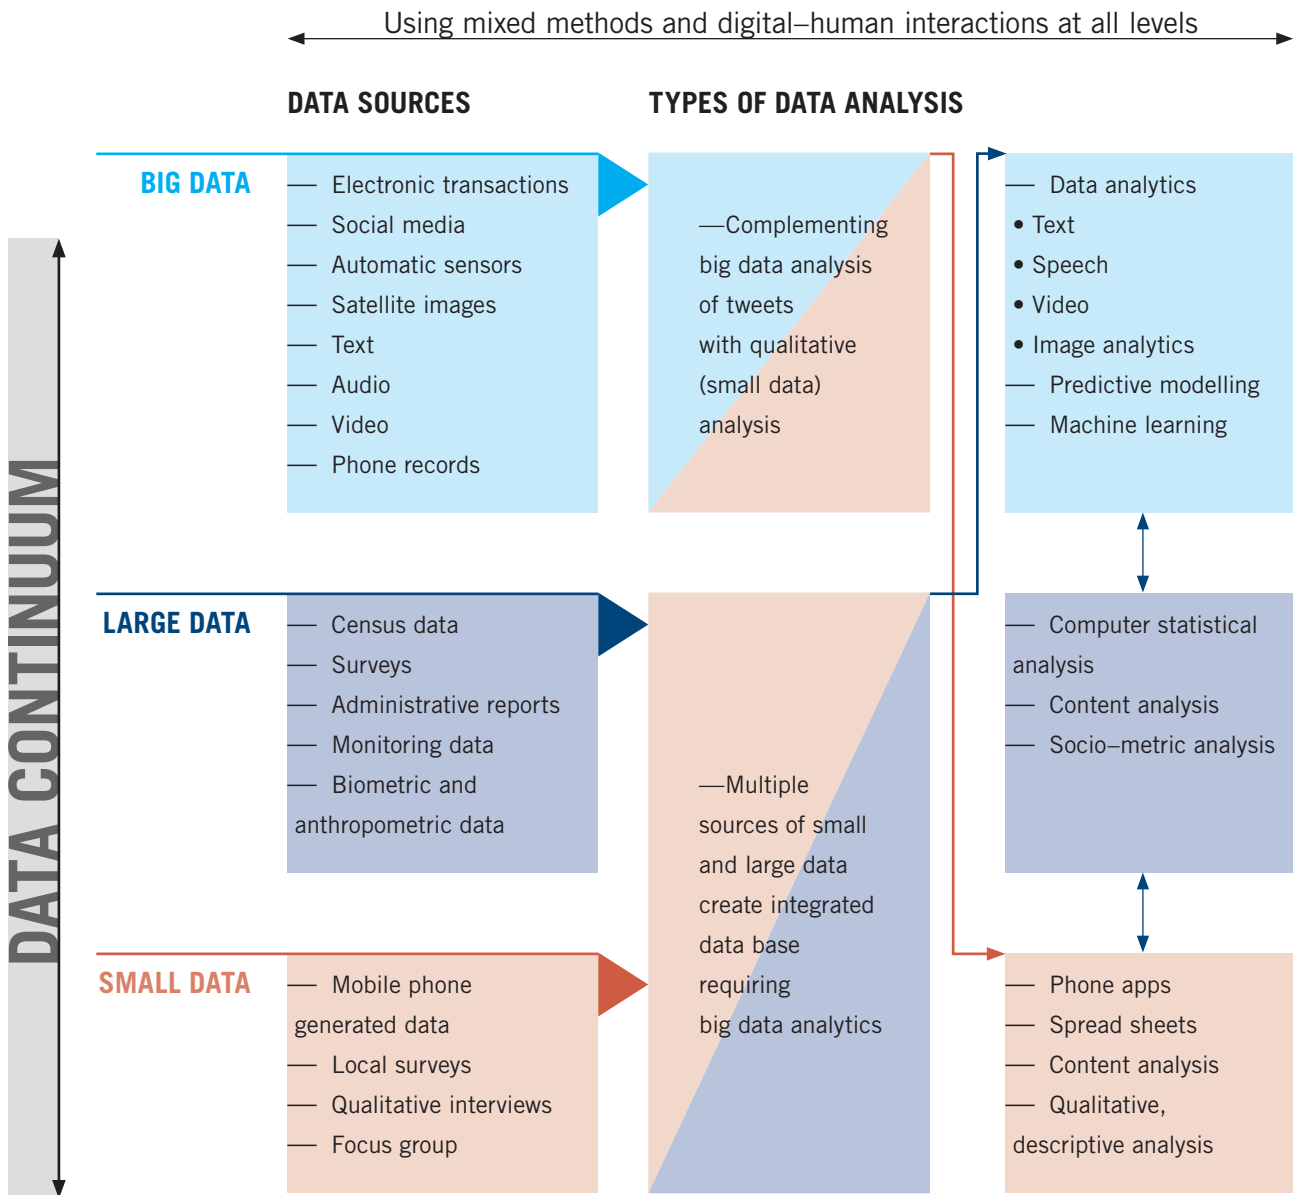 Using mixed methods and digital–human interactions at all levels
DATA SOURCES
TYPES OF DATA ANALYSIS
DATA CONTINUUM
BIG DATA
— Electronic transactions
— Social media
— Automatic sensors
— Satellite images
— Text
— Audio
— Video
— Phone records
—Complementing
big data analysis
of tweets
with qualitative
(small data)
analysis
— Data analytics
• Text
• Speech
• Video
• Image analytics
— Predictive modelling
— Machine learning
LARGE DATA
— Census data
— Surveys
— Administrative reports
— Monitoring data
— Biometric and
anthropometric data
—Multiple
sources of small
and large data
create integrated
data base
requiring
big data analytics
— Computer statistical
analysis
— Content analysis
— Socio–metric analysis
SMALL DATA
— Mobile phone
generated data
— Local surveys
— Qualitative interviews
— Focus group
— Phone apps
— Spread sheets
— Content analysis
— Qualitative,
descriptive analysis